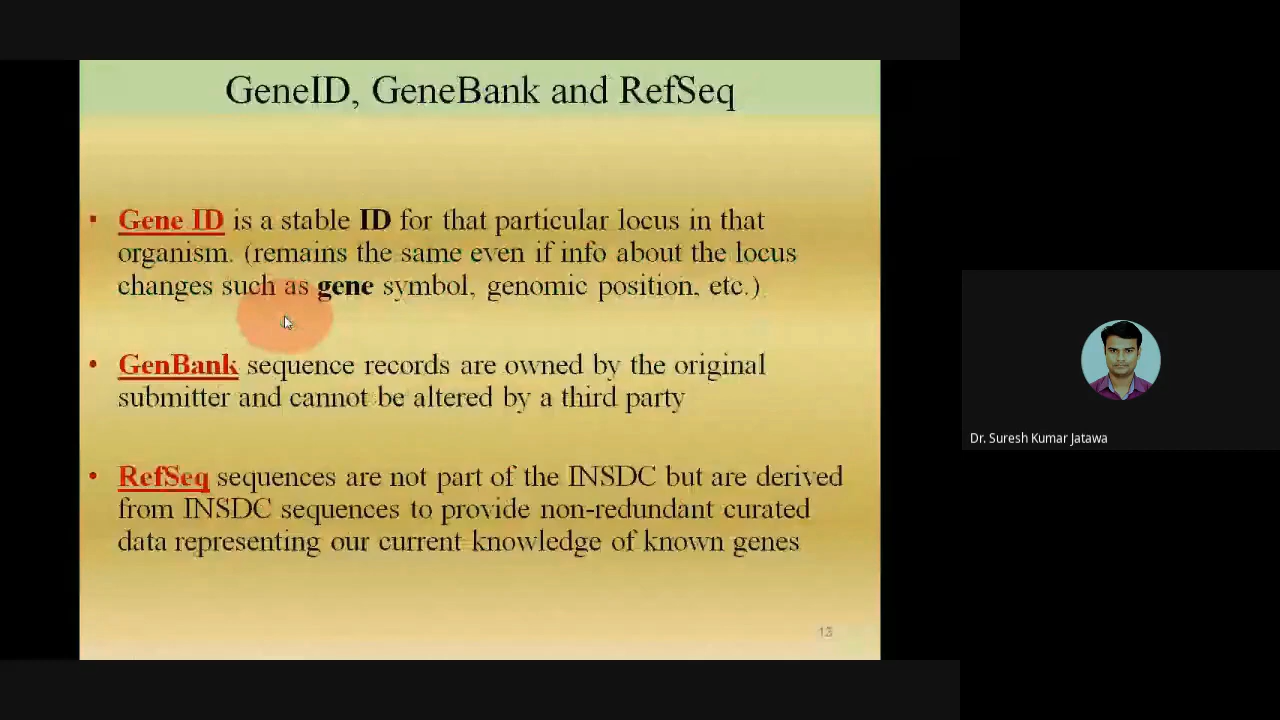 GeneID, GeneBank and RefSeq
▪ Gene ID is a stable ID for that particular locus in that
organism. (remains the same even if info about the locus
changes such as gene symbol, genomic position, etc.)
• GenBank sequence records are owned by the original
submitter and cannot be altered by a third party
• RefSeq sequences are not part of the INSDC but are derived
from INSDC sequences to provide non-redundant curated
data representing our current knowledge of known genes
13
Dr. Suresh Kumar Jatawa